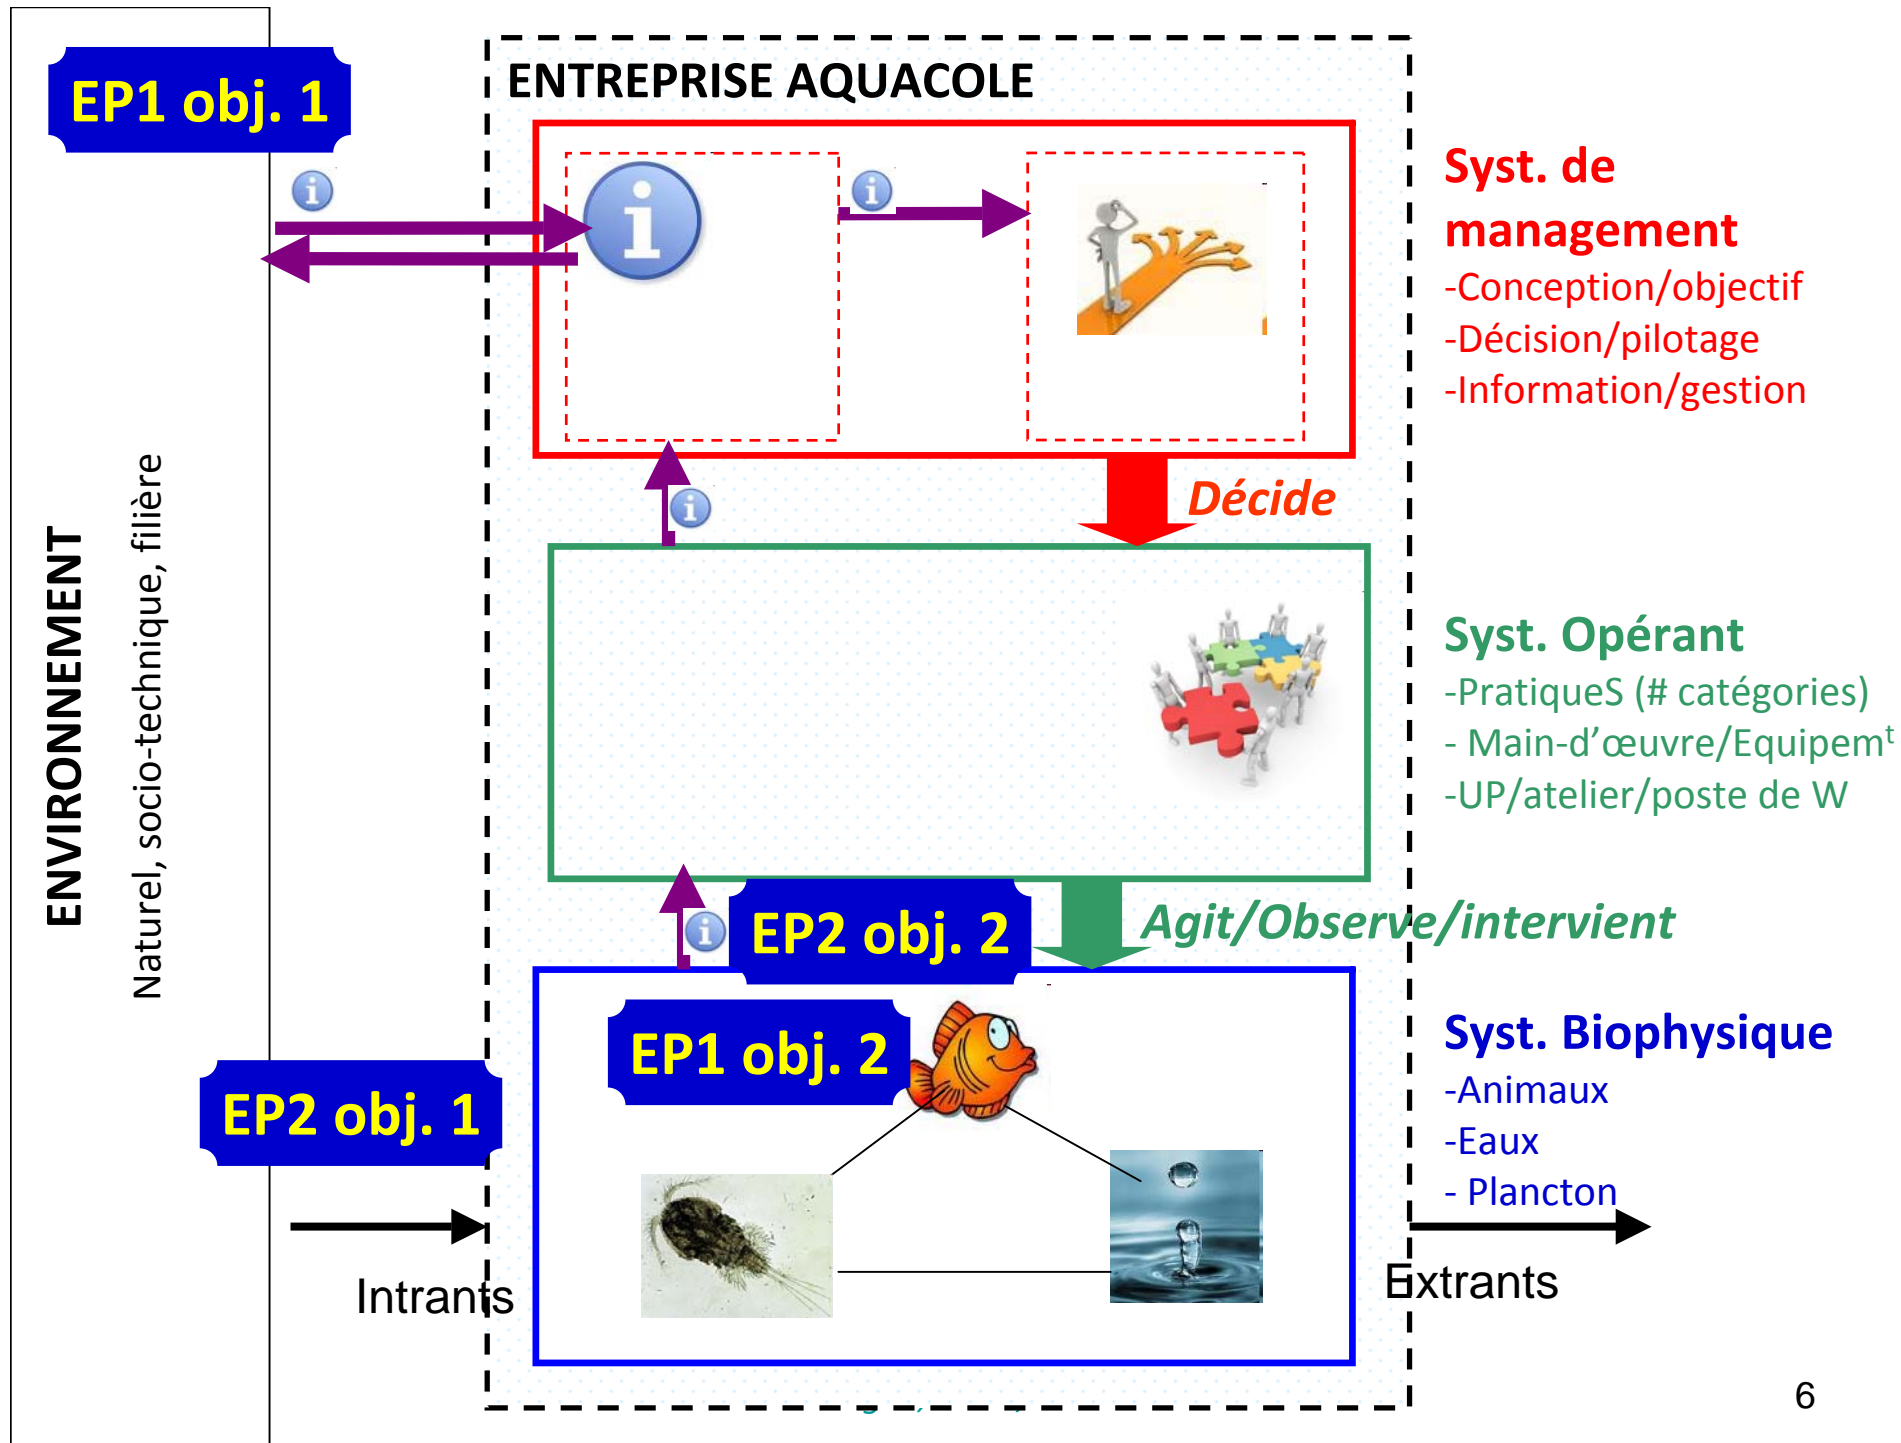 EP1 obj. 1
ENTREPRISE AQUACOLE
Syst. de
management
-Conception/objectif
-Décision/pilotage
-Information/gestion
Décide
ENVIRONNEMENT
Naturel, socio-technique, filière
Syst. Opérant
-PratiqueS (# catégories)
- Main-d’œuvre/Equipemᵗ
-UP/atelier/poste de W
EP2 obj. 2
Agit/Observe/intervient
EP1 obj. 2
Syst. Biophysique
-Animaux
-Eaux
- Plancton
EP2 obj. 1
Intrants
Extrants
6